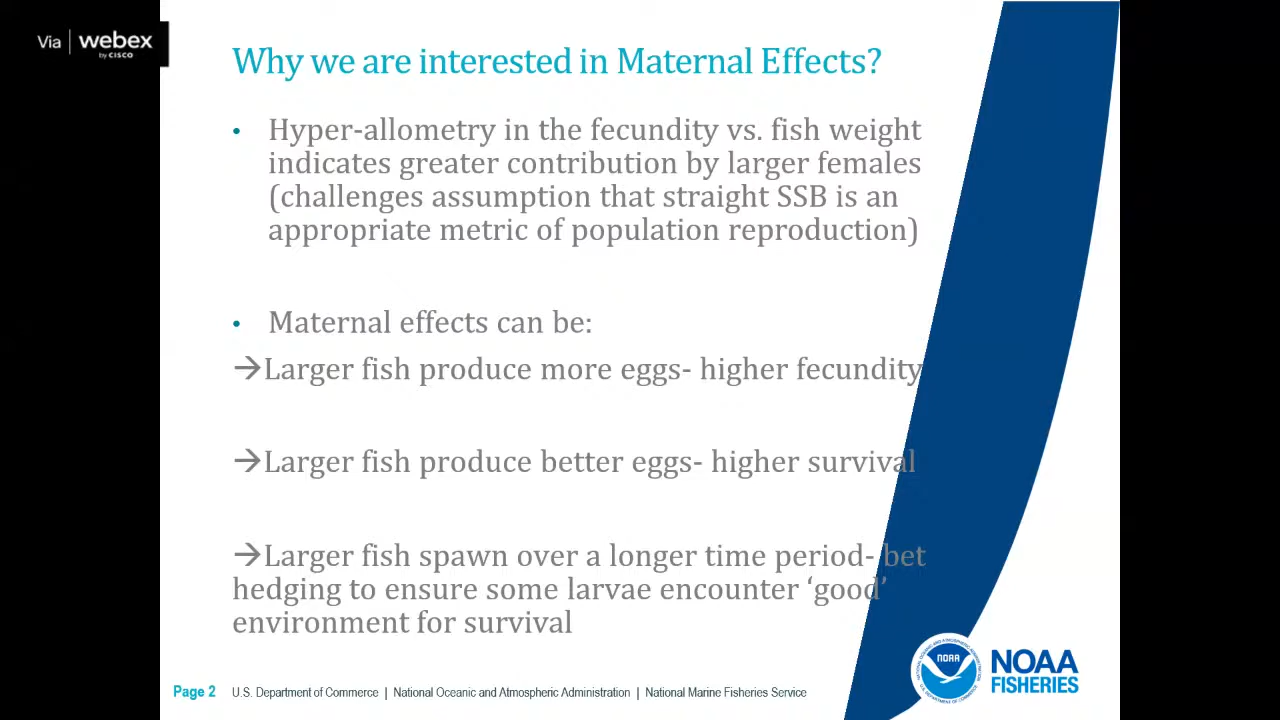 Via | webex
by CISCO
Why we are interested in Maternal Effects?
• Hyper-allometry in the fecundity vs. fish weight
indicates greater contribution by larger females
(challenges assumption that straight SSB is an
appropriate metric of population reproduction)
• Maternal effects can be:
→Larger fish produce more eggs- higher fecundity
→Larger fish produce better eggs- higher survival
→Larger fish spawn over a longer time period- bet
hedging to ensure some larvae encounter ‘good’
environment for survival
NOAA
NOAA
FISHERIES
Page 2 U.S. Department of Commerce | National Oceanic and Atmospheric Administration | National Marine Fisheries Service